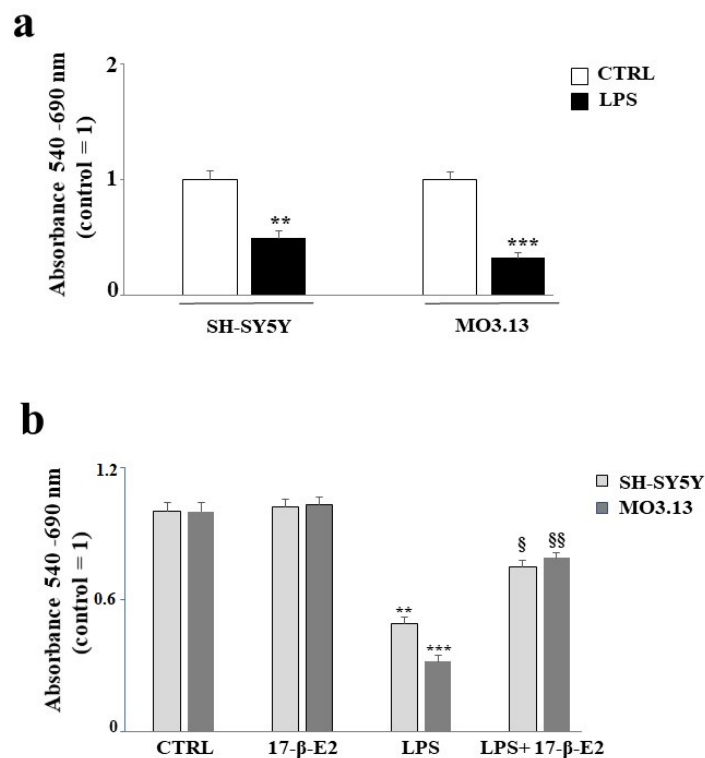 a
Absorbance 540 -690 nm
(control = 1)
2
1
0
CTRL
LPS
**
***
SH-SY5Y
MO3.13
b
Absorbance 540 -690 nm
(control = 1)
1.2
0.6
0
SH-SY5Y
MO3.13
**
***
§
§§
CTRL
17-β-E2
LPS
LPS+ 17-β-E2